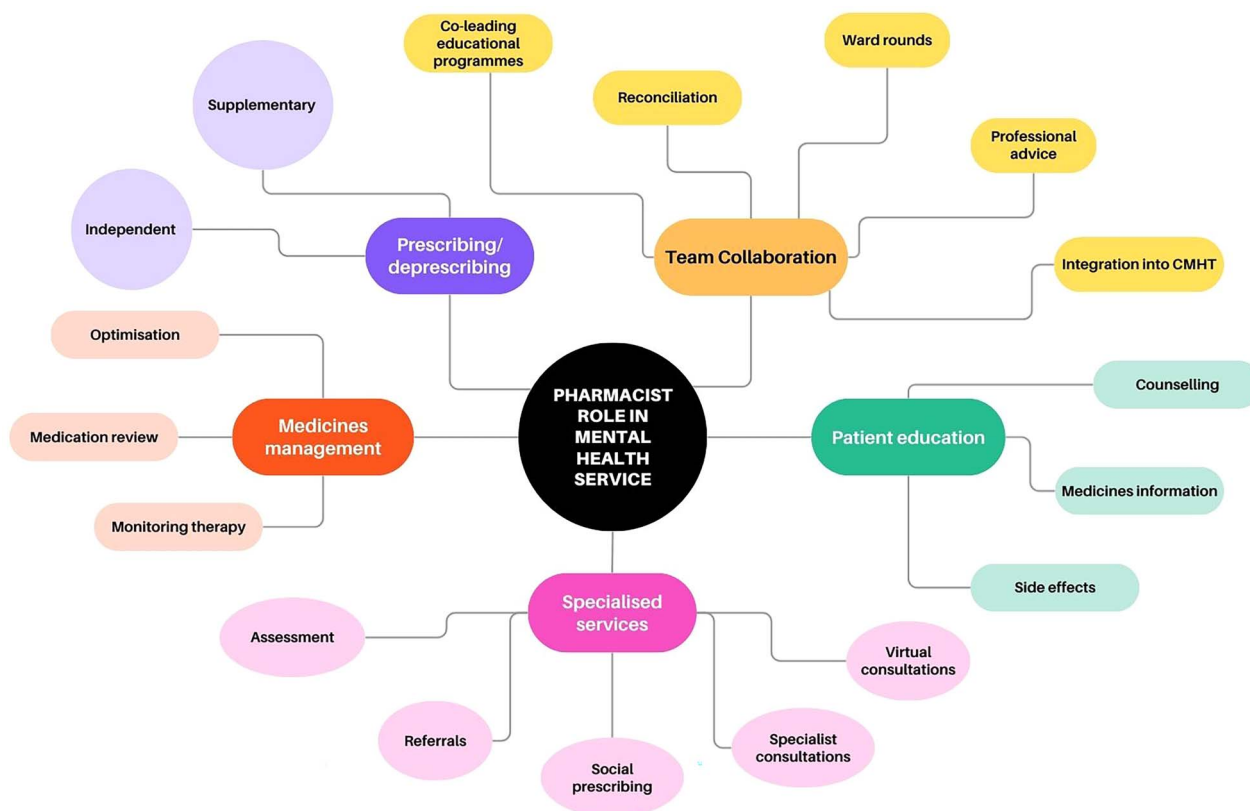 Co-leading
educational
programmes
Ward rounds
Supplementary
Reconciliation
Professional
advice
Independent
Prescribing/
deprescribing
Team Collaboration
Integration into CMHT
Optimisation
PHARMACIST
ROLE IN
MENTAL
HEALTH
SERVICE
Counselling
Medication review
Medicines
management
Patient education
Medicines information
Monitoring therapy
Side effects
Specialised
services
Assessment
Virtual
consultations
Referrals
Social
prescribing
Specialist
consultations